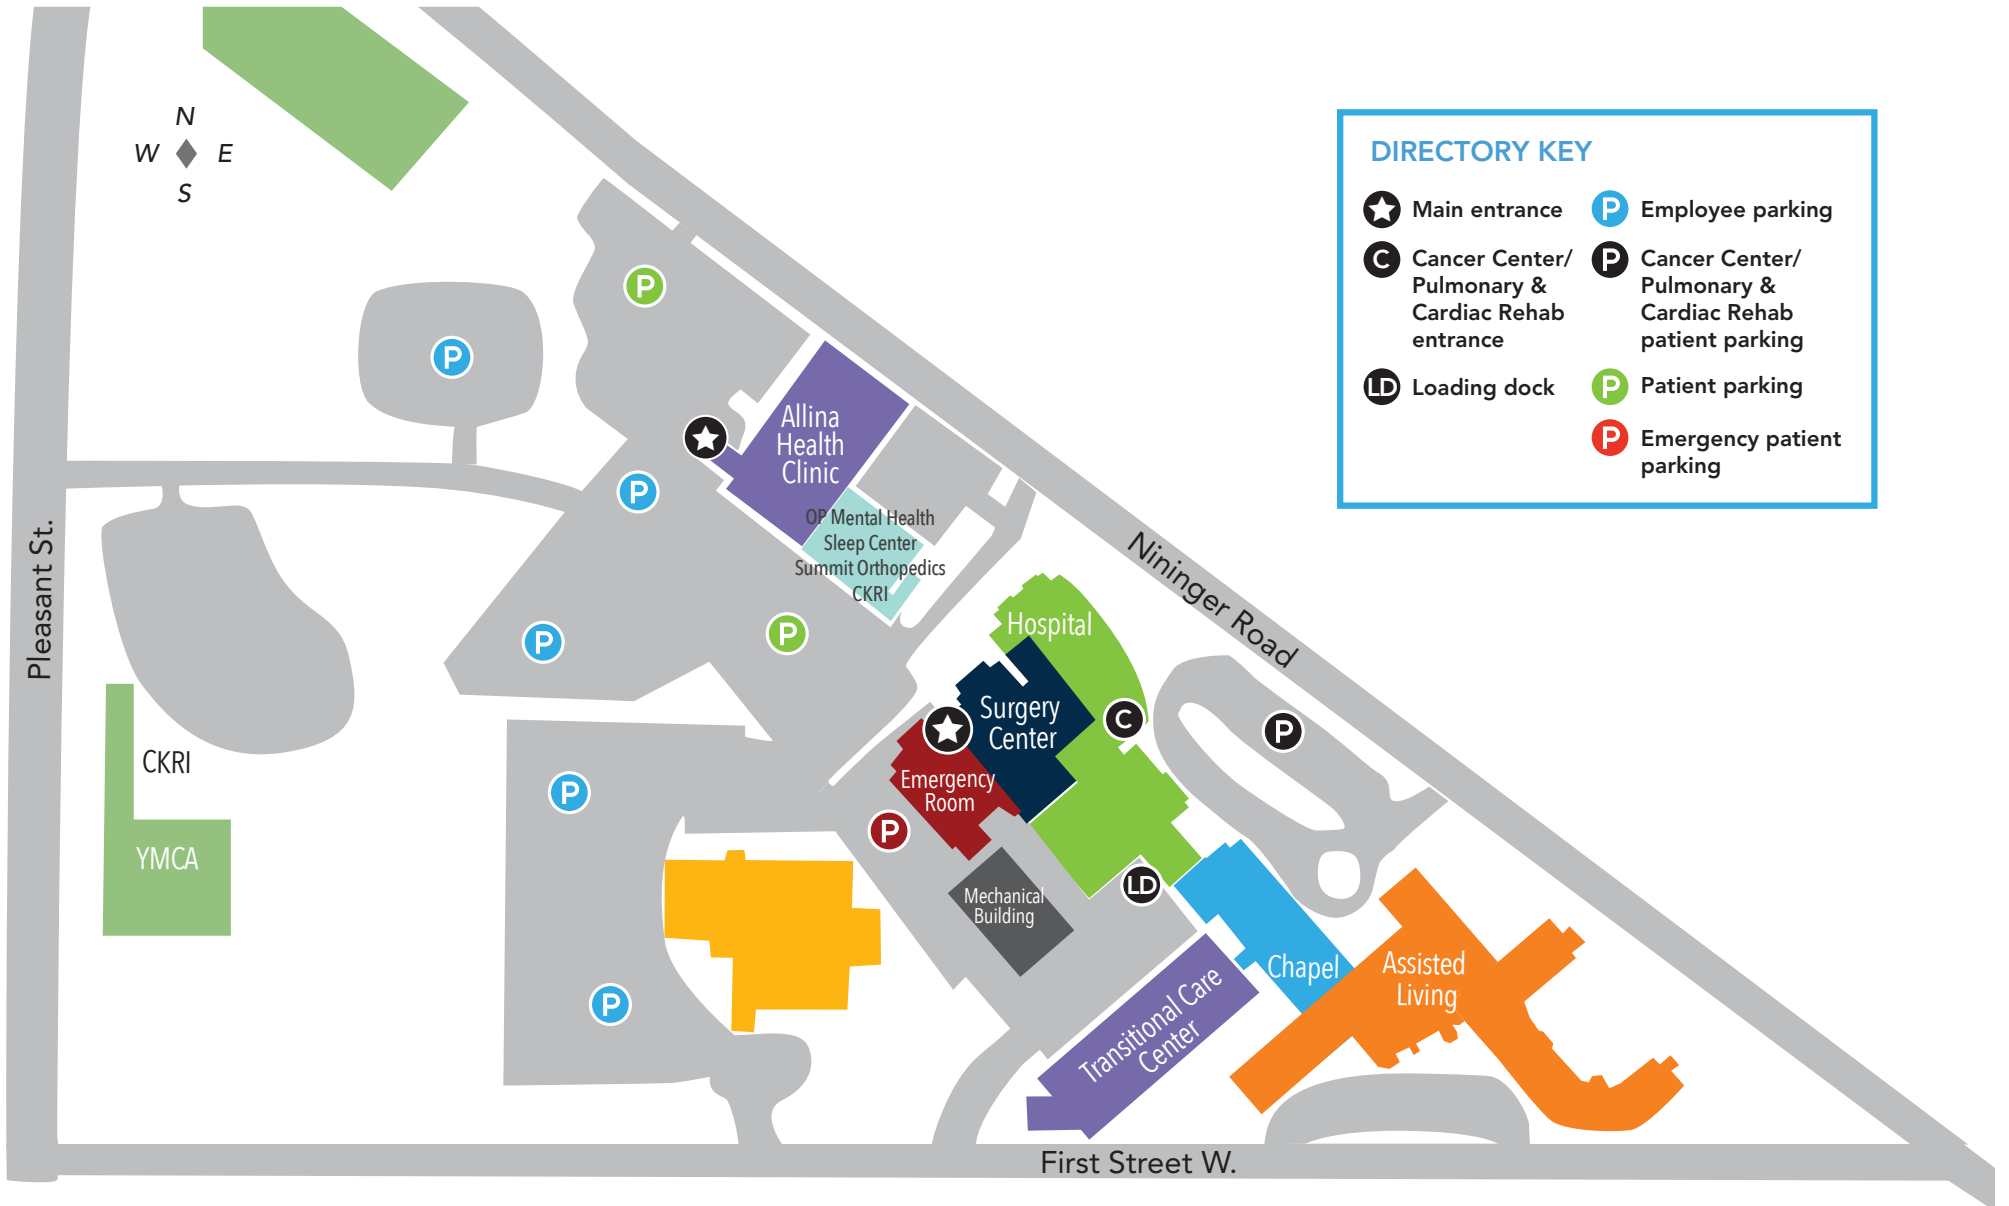 N
W E
S
DIRECTORY KEY
Main entrance
C Cancer Center/
Pulmonary &
Cardiac Rehab
entrance
LD Loading dock
P Employee parking
P Cancer Center/
Pulmonary &
Cardiac Rehab
patient parking
P Patient parking
P Emergency patient
parking
P
P
Allina
Health
Clinic
P
OP Mental Health
Sleep Center
Summit Orthopedics
CKRI
Pleasant St.
Nininger Road
P
P
Hospital
Surgery
Center
C
P
CKRI
Emergency
Room
P
P
YMCA
LD
Mechanical
Building
Chapel
Assisted
Living
P
Transitional Care
Center
First Street W.